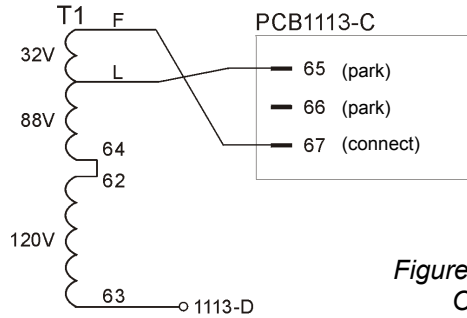 T1
F
PCB1113-C
32V
L
65 (park)
88V
66 (park)
64
67 (connect)
62
120V
Figure
63
1113-D